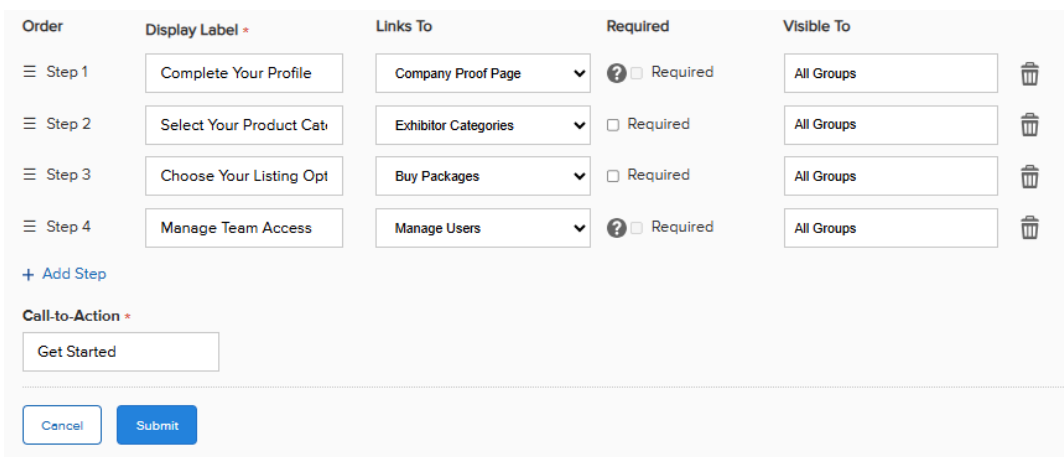 Order Display Label * Links To Required Visible To
Step 1 Complete Your Profile Company Proof Page ? Required All Groups
Step 2 Select Your Product Cat Exhibitor Categories Required All Groups
Step 3 Choose Your Listing Opt Buy Packages Required All Groups
Step 4 Manage Team Access Manage Users ? Required All Groups
+ Add Step
Call-to-Action *
Get Started
Cancel Submit